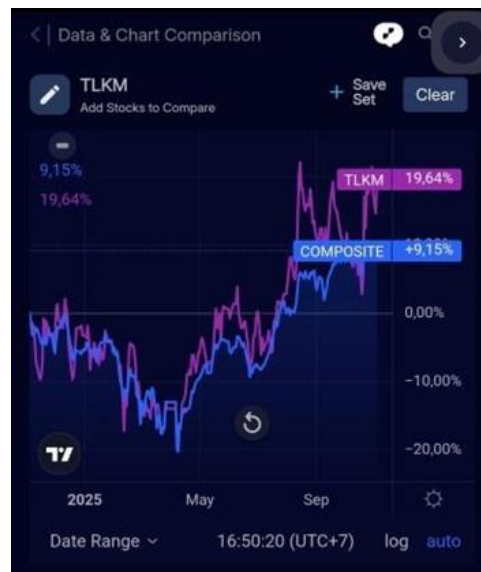 Data & Chart Comparison
TLKM
Add Stocks to Compare
+ Save Set
Clear
9,15%
19,64%
TLKM 19,64%
COMPOSITE +9,15%
0,00%
−10,00%
−20,00%
2025 May Sep
Date Range 16:50:20 (UTC+7) log auto